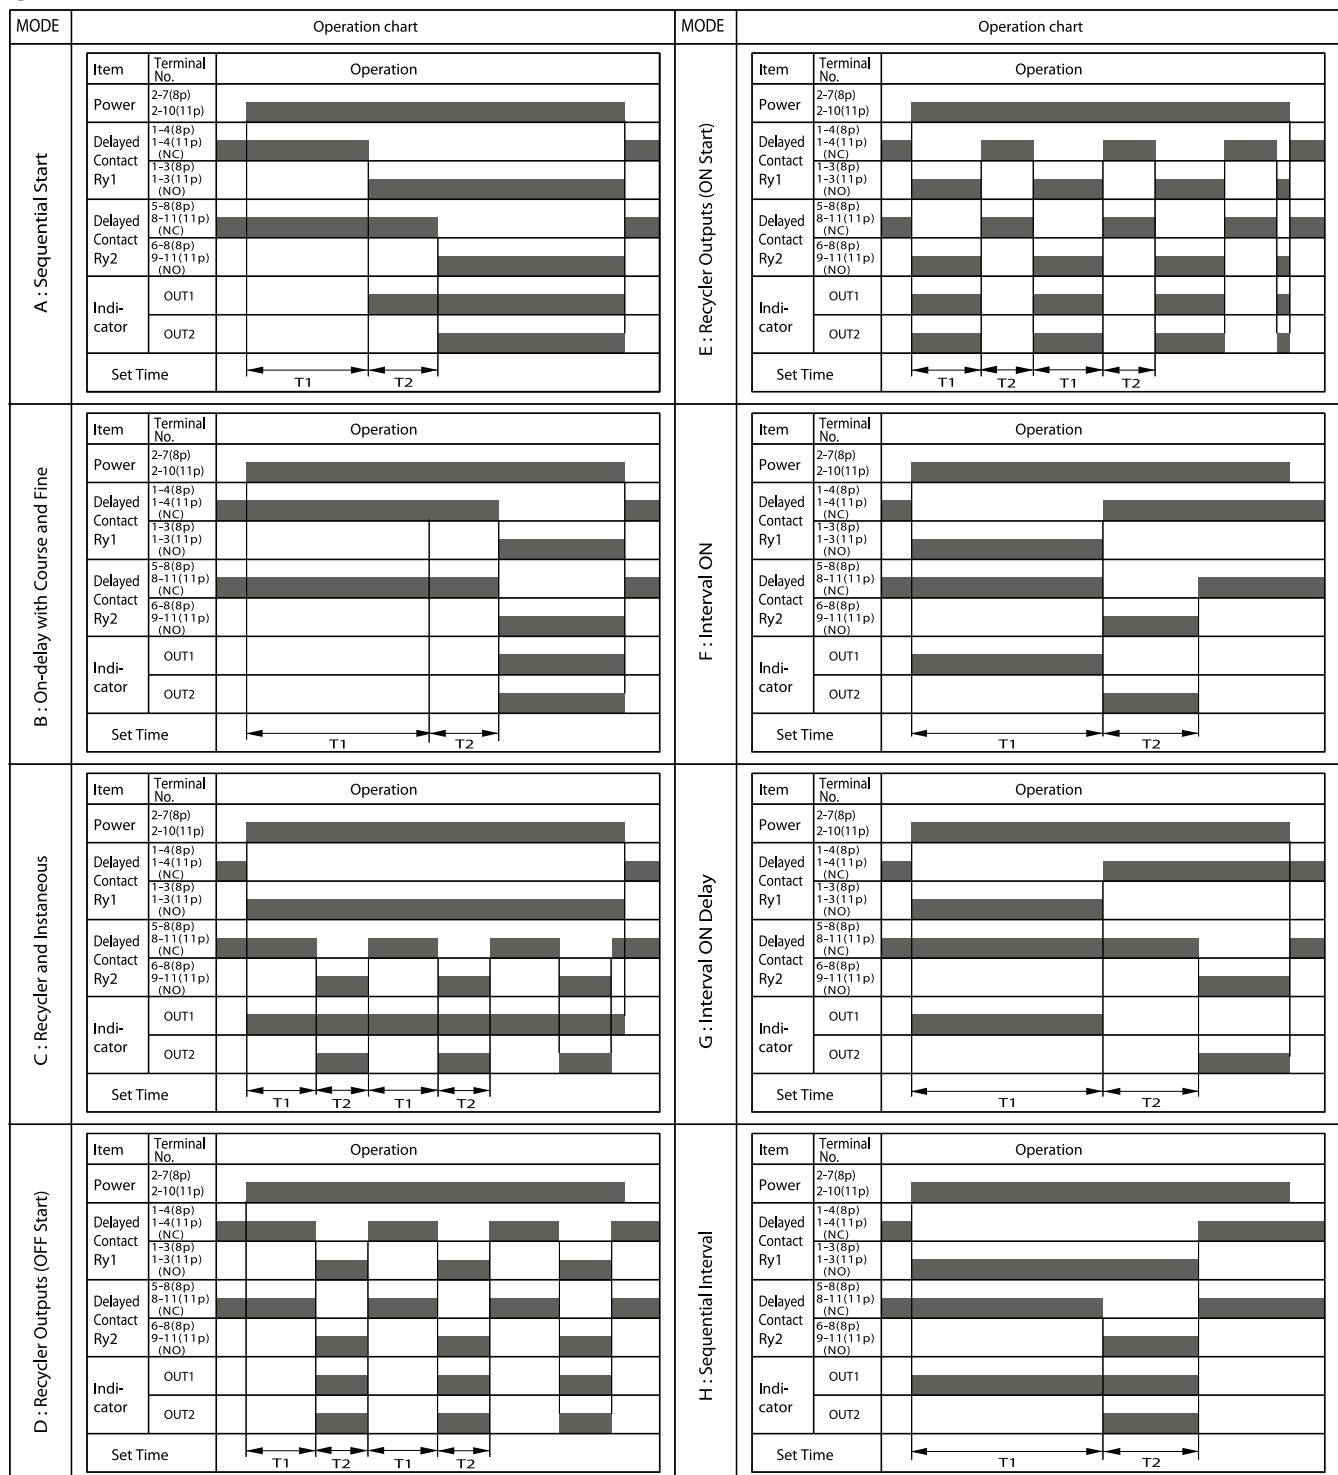 MODE
Operation chart
MODE
Operation chart
A : Sequential Start
Item
Terminal
No.
Operation
Power
2-7(8p)
2-10(11p)
Delayed
Contact
Ry1
1-4(8p)
1-4(11p)
(NC)
1-3(8p)
1-3(11p)
(NO)
Delayed
Contact
Ry2
5-8(8p)
8-11(11p)
(NC)
6-8(8p)
9-11(11p)
(NO)
Indi-
cator
OUT1
OUT2
Set Time
T1
T2
B : On-delay with Course and Fine
Item
Terminal
No.
Operation
Power
2-7(8p)
2-10(11p)
Delayed
Contact
Ry1
1-4(8p)
1-4(11p)
(NC)
1-3(8p)
1-3(11p)
(NO)
Delayed
Contact
Ry2
5-8(8p)
8-11(11p)
(NC)
6-8(8p)
9-11(11p)
(NO)
Indi-
cator
OUT1
OUT2
Set Time
T1
T2
C : Recycler and Instaneous
Item
Terminal
No.
Operation
Power
2-7(8p)
2-10(11p)
Delayed
Contact
Ry1
1-4(8p)
1-4(11p)
(NC)
1-3(8p)
1-3(11p)
(NO)
Delayed
Contact
Ry2
5-8(8p)
8-11(11p)
(NC)
6-8(8p)
9-11(11p)
(NO)
Indi-
cator
OUT1
OUT2
Set Time
T1
T2
T1
T2
D : Recycler Outputs (OFF Start)
Item
Terminal
No.
Operation
Power
2-7(8p)
2-10(11p)
Delayed
Contact
Ry1
1-4(8p)
1-4(11p)
(NC)
1-3(8p)
1-3(11p)
(NO)
Delayed
Contact
Ry2
5-8(8p)
8-11(11p)
(NC)
6-8(8p)
9-11(11p)
(NO)
Indi-
cator
OUT1
OUT2
Set Time
T1
T2
T1
T2
E : Recycler Outputs (ON Start)
Item
Terminal
No.
Operation
Power
2-7(8p)
2-10(11p)
Delayed
Contact
Ry1
1-4(8p)
1-4(11p)
(NC)
1-3(8p)
1-3(11p)
(NO)
Delayed
Contact
Ry2
5-8(8p)
8-11(11p)
(NC)
6-8(8p)
9-11(11p)
(NO)
Indi-
cator
OUT1
OUT2
Set Time
T1
T2
T1
T2
F : Interval ON
Item
Terminal
No.
Operation
Power
2-7(8p)
2-10(11p)
Delayed
Contact
Ry1
1-4(8p)
1-4(11p)
(NC)
1-3(8p)
1-3(11p)
(NO)
Delayed
Contact
Ry2
5-8(8p)
8-11(11p)
(NC)
6-8(8p)
9-11(11p)
(NO)
Indi-
cator
OUT1
OUT2
Set Time
T1
T2
G : Interval ON Delay
Item
Terminal
No.
Operation
Power
2-7(8p)
2-10(11p)
Delayed
Contact
Ry1
1-4(8p)
1-4(11p)
(NC)
1-3(8p)
1-3(11p)
(NO)
Delayed
Contact
Ry2
5-8(8p)
8-11(11p)
(NC)
6-8(8p)
9-11(11p)
(NO)
Indi-
cator
OUT1
OUT2
Set Time
T1
T2
H : Sequential Interval
Item
Terminal
No.
Operation
Power
2-7(8p)
2-10(11p)
Delayed
Contact
Ry1
1-4(8p)
1-4(11p)
(NC)
1-3(8p)
1-3(11p)
(NO)
Delayed
Contact
Ry2
5-8(8p)
8-11(11p)
(NC)
6-8(8p)
9-11(11p)
(NO)
Indi-
cator
OUT1
OUT2
Set Time
T1
T2